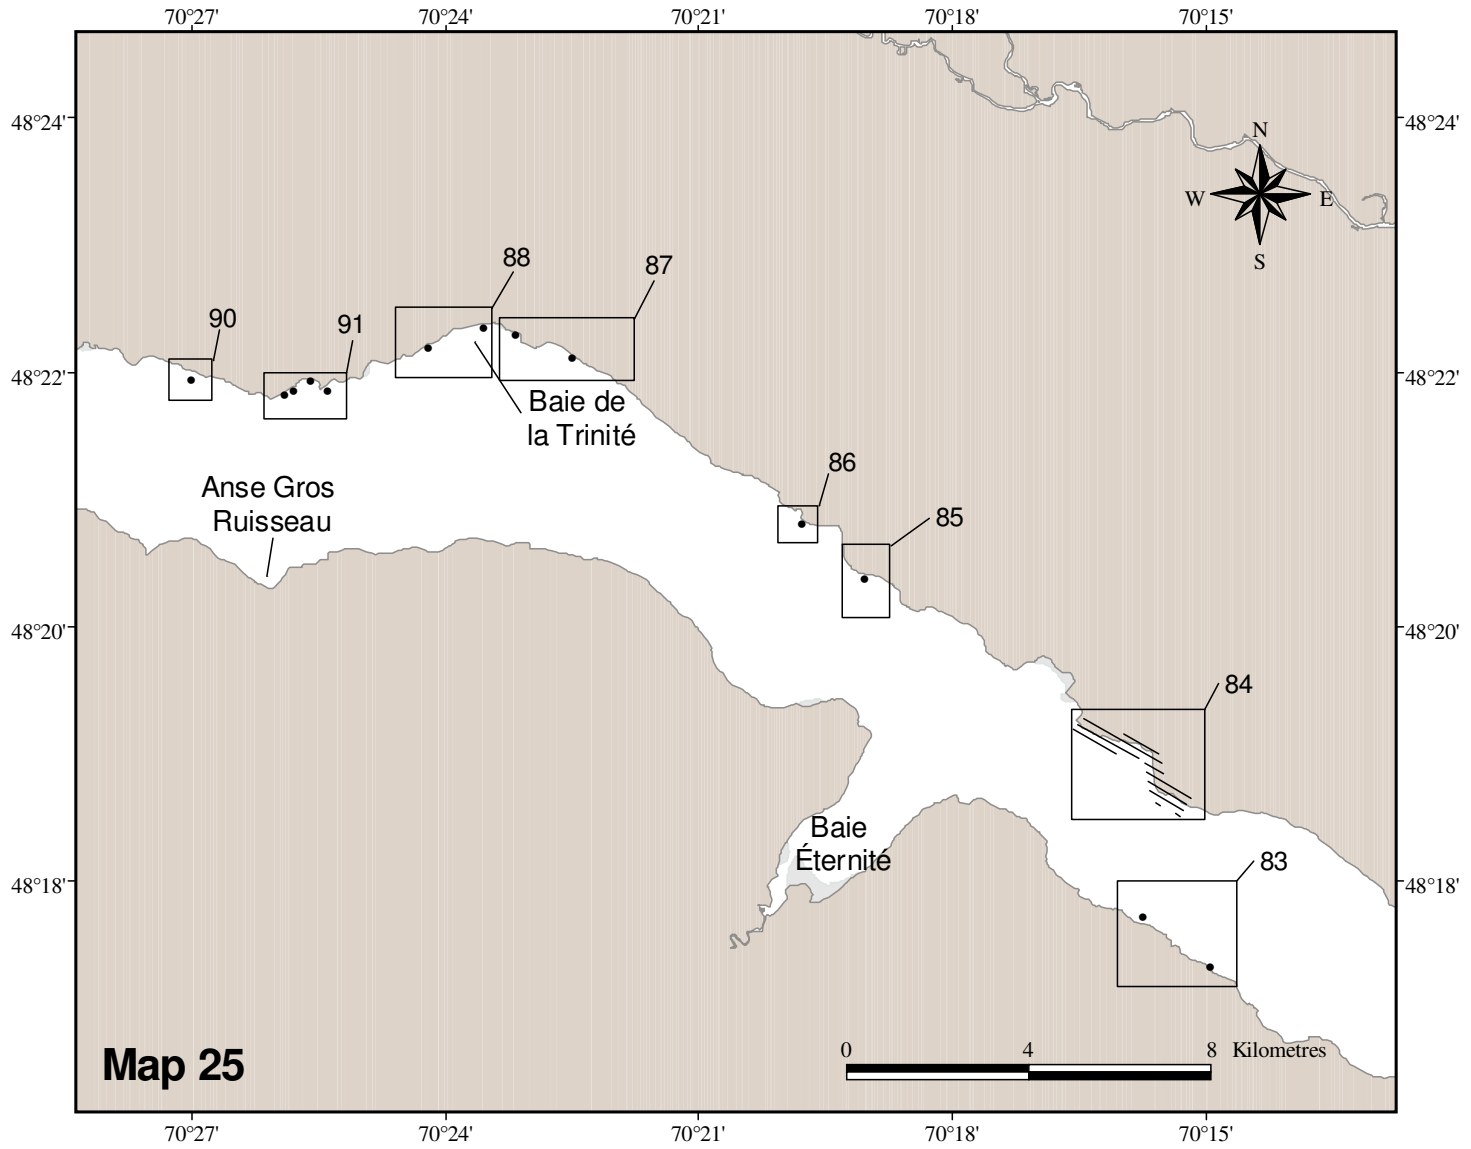 70°27' 70°24' 70°21' 70°18' 70°15'
48°24' 48°24'
N
W E
S
88
87
90
91
48°22' 48°22'
Baie de
la Trinité
86
Anse Gros
Ruisseau
85
48°20' 48°20'
84
Baie
Éternité
83
48°18' 48°18'
0 4 8 Kilometres
Map 25
70°27' 70°24' 70°21' 70°18' 70°15'